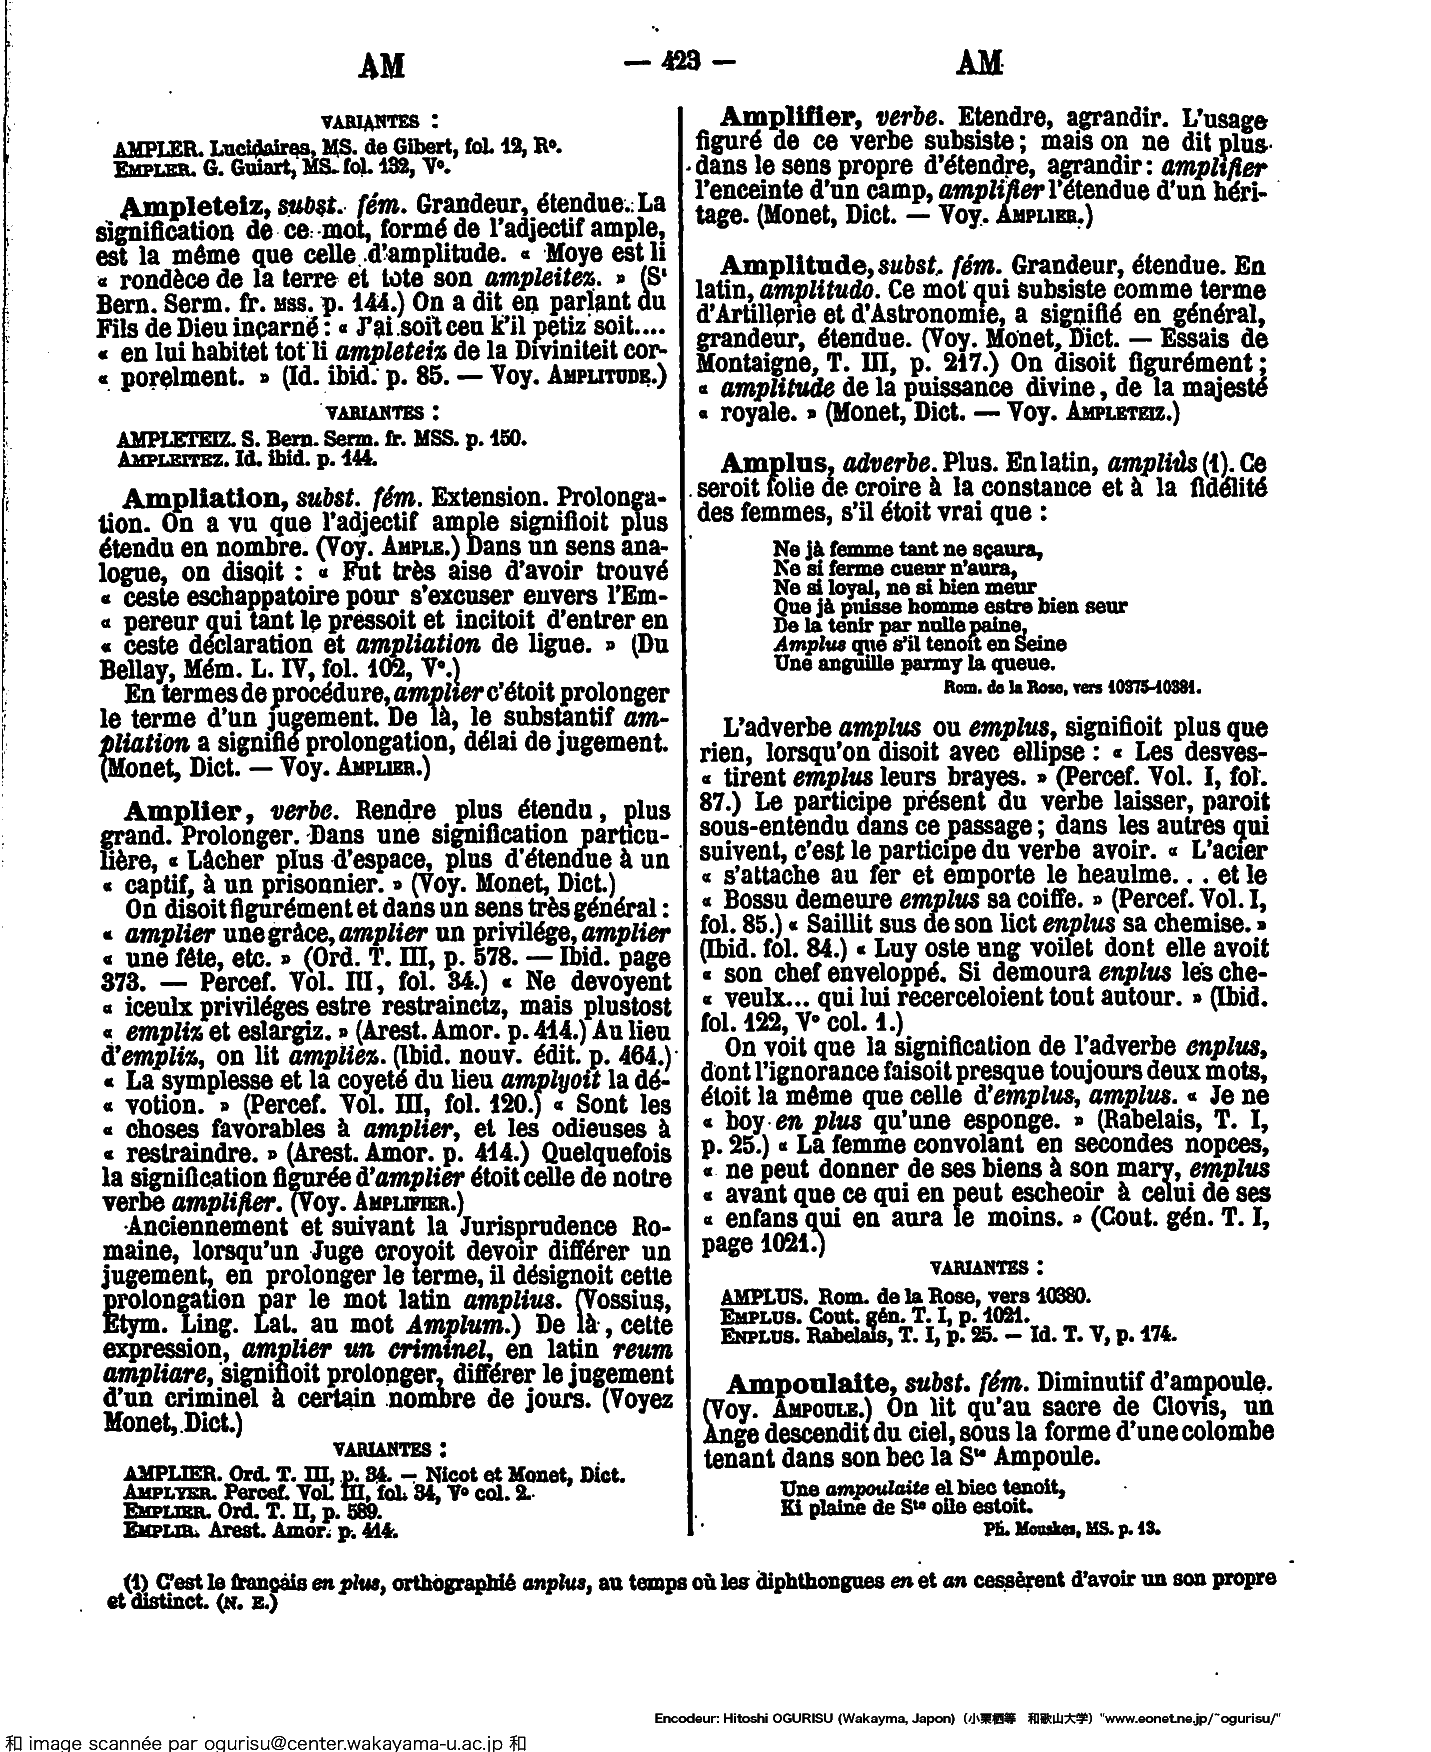 AM — 423 — AM
VARIANTES :
AMPLER. Lucidaires, MS. de Gibert, fol. 12, R°.
EMPLER. G. Guiart, MS. fol. 132, V°.
Ampleteiz, subst. fém. Grandeur, étendue. La
signification de ce mot, formé de l'adjectif ample,
est la même que celle d'amplitude. « Moye est li
« rondèce de la terre et tote son ampleitez. » (St
Bern. Serm. fr. MSS. p. 144.) On a dit en parlant du
Fils de Dieu incarné : « J'ai soit ceu k'il petiz soit....
« en lui habitet tot li ampleteiz de la Diviniteit cor-
« porelment. » (Id. ibid. p. 85. — Voy. AMPLITUDE.)
VARIANTES :
AMPLETEIZ. S. Bern. Serm. fr. MSS. p. 150.
AMPLEITEZ. Id. ibid. p. 144.
Ampliation, subst. fém. Extension. Prolonga-
tion. On a vu que l'adjectif ample signifioit plus
étendu en nombre. (Voy. AMPLE.) Dans un sens ana-
logue, on disoit : « Fut très aise d'avoir trouvé
« ceste eschappatoire pour s'excuser envers l'Em-
« pereur qui tant le pressoit et incitoit d'entrer en
« ceste déclaration et ampliation de ligue. » (Du
Bellay, Mém. L. IV, fol. 102, V°.)
En termes de procédure, amplier c'étoit prolonger
le terme d'un jugement. De là, le substantif am-
pliation a signifié prolongation, délai de jugement.
(Monet, Dict. — Voy. AMPLIER.)
Amplier, verbe. Rendre plus étendu, plus
grand. Prolonger. Dans une signification particu-
lière, « Lâcher plus d'espace, plus d'étendue à un
« captif, à un prisonnier. » (Voy. Monet, Dict.)
On disoit figurément et dans un sens très général :
« amplier une grâce, amplier un privilége, amplier
« une fête, etc. » (Ord. T. III, p. 578. — Ibid. page
373. — Percef. Vol. III, fol. 34.) « Ne devoyent
« iceulx priviléges estre restrainctz, mais plustost
« empliz et eslargiz. » (Arest. Amor. p. 414.) Au lieu
d'empliz, on lit ampliez. (Ibid. nouv. édit. p. 464.)
« La symplesse et la coyeté du lieu amplyoit la dé-
« votion. » (Percef. Vol. III, fol. 120.) « Sont les
« choses favorables à amplier, et les odieuses à
« restraindre. » (Arest. Amor. p. 414.) Quelquefois
la signification figurée d'amplier étoit celle de notre
verbe amplifier. (Voy. AMPLIFIER.)
Anciennement et suivant la Jurisprudence Ro-
maine, lorsqu'un Juge croyoit devoir différer un
jugement, en prolonger le terme, il désignoit cette
prolongation par le mot latin amplius. (Vossius,
Etym. Ling. Lat. au mot Amplum.) De là, cette
expression, amplier un criminel, en latin reum
ampliare, signifioit prolonger, différer le jugement
d'un criminel à certain nombre de jours. (Voyez
Monet, Dict.)
VARIANTES :
AMPLIER. Ord. T. III, p. 34. — Nicot et Monet, Dict.
AMPLYER. Percef. Vol. III, fol. 34, V° col. 2.
EMPLIER. Ord. T. II, p. 589.
EMPLIR. Arest. Amor. p. 414.
Amplifier, verbe. Etendre, agrandir. L'usage
figuré de ce verbe subsiste ; mais on ne dit plus
dans le sens propre d'étendre, agrandir : amplifier
l'enceinte d'un camp, amplifier l'étendue d'un héri-
tage. (Monet, Dict. — Voy. AMPLIER.)
Amplitude, subst. fém. Grandeur, étendue. En
latin, amplitudo. Ce mot qui subsiste comme terme
d'Artillerie et d'Astronomie, a signifié en général,
grandeur, étendue. (Voy. Monet, Dict. — Essais de
Montaigne, T. III, p. 217.) On disoit figurément ;
« amplitude de la puissance divine, de la majesté
« royale. » (Monet, Dict. — Voy. AMPLETEIZ.)
Amplus, adverbe. Plus. En latin, ampliùs (1). Ce
seroit folie de croire à la constance et à la fidélité
des femmes, s'il étoit vrai que :
Ne jà femme tant ne sçaura,
Ne si ferme cueur n'aura,
Ne si loyal, ne si bien meur
Que jà puisse homme estre bien seur
De la tenir par nulle paine,
Amplus que s'il tenoit en Seine
Une anguille parmy la queue.
Rom. de la Rose, vers 10375-10381.
L'adverbe amplus ou emplus, signifioit plus que
rien, lorsqu'on disoit avec ellipse : « Les desves-
« tirent emplus leurs brayes. » (Percef. Vol. I, fol.
87.) Le participe présent du verbe laisser, paroit
sous-entendu dans ce passage ; dans les autres qui
suivent, c'est le participe du verbe avoir. « L'acier
« s'attache au fer et emporte le heaulme... et le
« Bossu demeure emplus sa coiffe. » (Percef. Vol. I,
fol. 85.) « Saillit sus de son lict enplus sa chemise. »
(Ibid. fol. 84.) « Luy oste ung voilet dont elle avoit
« son chef enveloppé. Si demoura enplus les che-
« veulx... qui lui recerceloient tout autour. » (Ibid.
fol. 122, V° col. 1.)
On voit que la signification de l'adverbe enplus,
dont l'ignorance faisoit presque toujours deux mots,
étoit la même que celle d'emplus, amplus. « Je ne
« boy en plus qu'une esponge. » (Rabelais, T. I,
p. 25.) « La femme convolant en secondes nopces,
« ne peut donner de ses biens à son mary, emplus
« avant que ce qui en peut escheoir à celui de ses
« enfans qui en aura le moins. » (Cout. gén. T. I,
page 1021.)
VARIANTES :
AMPLUS. Rom. de la Rose, vers 10380.
EMPLUS. Cout. gén. T. I, p. 1021.
ENPLUS. Rabelais, T. I, p. 25. — Id. T. V, p. 174.
Ampoulaite, subst. fém. Diminutif d'ampoule.
(Voy. AMPOULE.) On lit qu'au sacre de Clovis, un
Ange descendit du ciel, sous la forme d'une colombe
tenant dans son bec la Ste Ampoule.
Une ampoulaite el biec tenoit,
Ki plaine de Ste oile estoit.
Ph. Mouskes, MS. p. 13.
(1) C'est le français en plus, orthographié anplus, au temps où les diphthongues en et an cessèrent d'avoir un son propre
et distinct. (N. E.)
Encodeur: Hitoshi OGURISU (Wakayma, Japon) (小栗栖等 和歌山大学) "www.eonet.ne.jp/~ogurisu/"
和 image scannée par ogurisu@center.wakayama-u.ac.jp 和